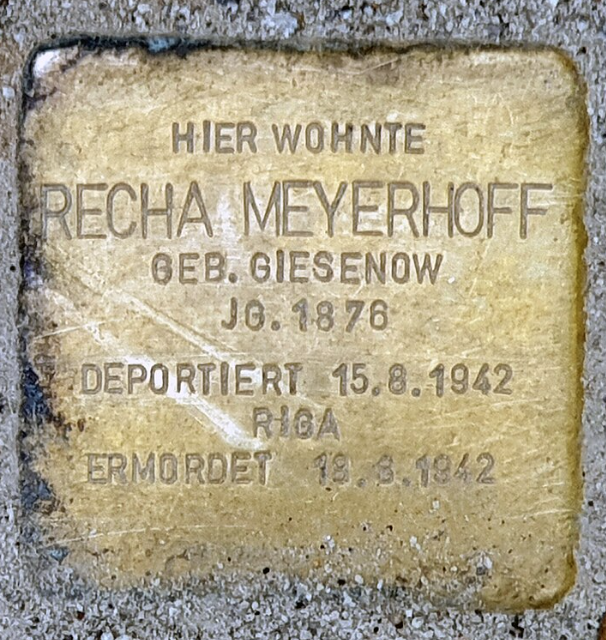 HIER WOHNTE
RECHA MEYERHOFF
GEB. GIESENOW
JG. 1876
DEPORTIERT 15.8.1942
RIGA
ERMORDET 18.8.1942